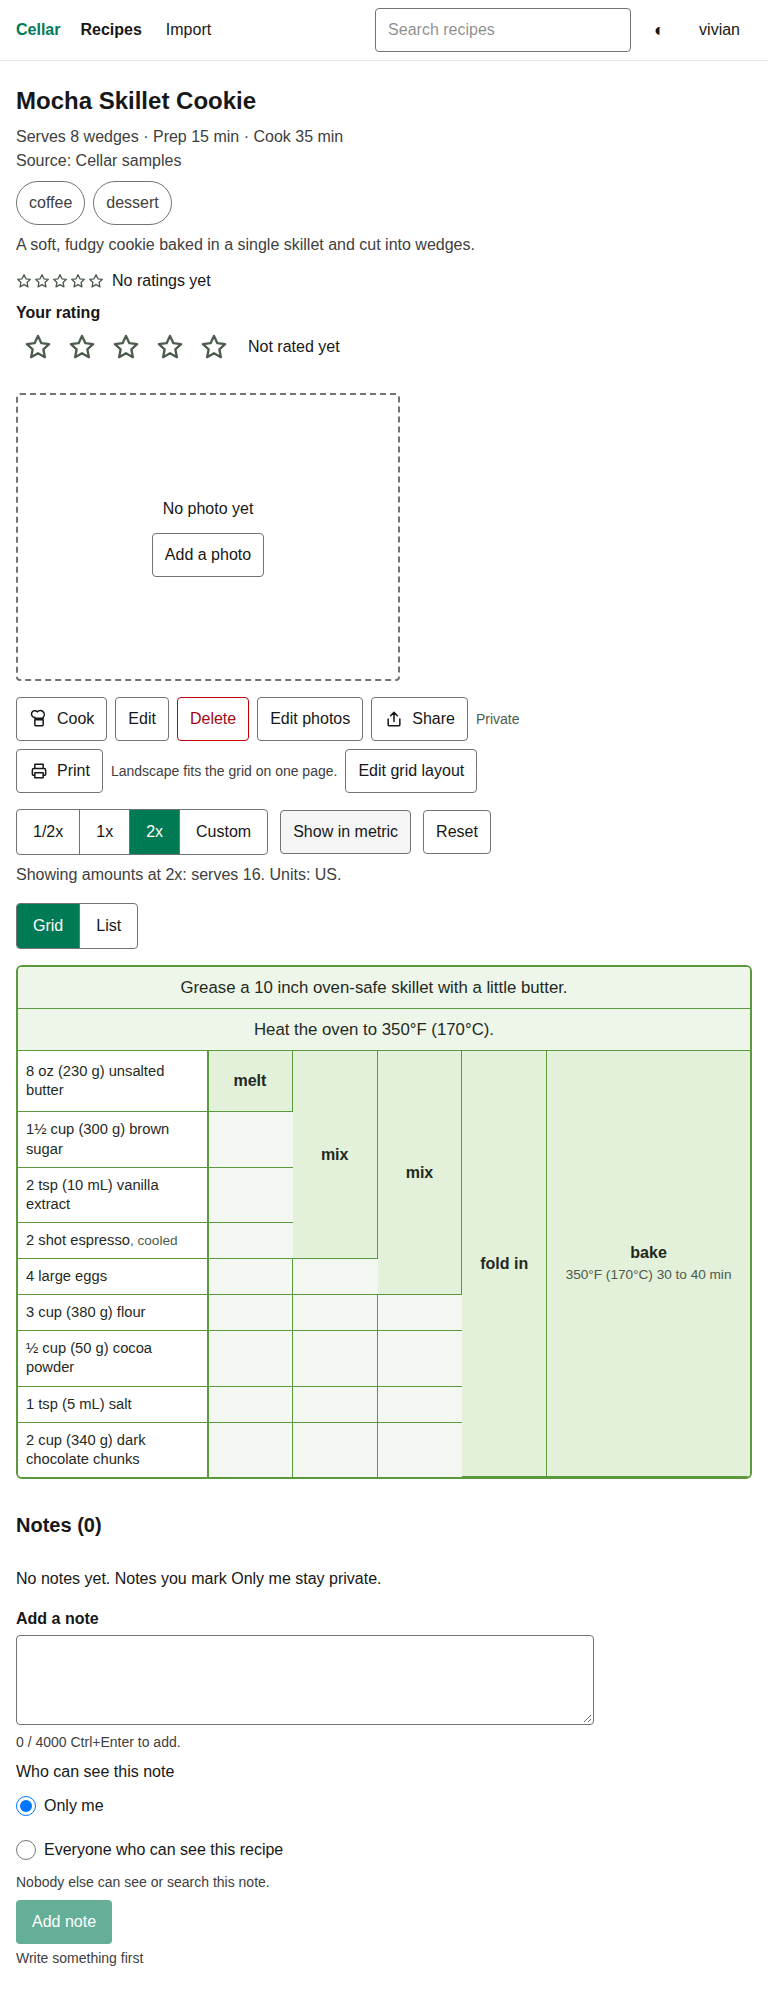 Cellar Recipes Import Search recipes vivian
Mocha Skillet Cookie
Serves 8 wedges · Prep 15 min · Cook 35 min
Source: Cellar samples
coffee dessert
A soft, fudgy cookie baked in a single skillet and cut into wedges.
No ratings yet
Your rating
Not rated yet
No photo yet
Add a photo
Cook Edit Delete Edit photos Share Private
Print Landscape fits the grid on one page. Edit grid layout
1/2x 1x 2x Custom Show in metric Reset
Showing amounts at 2x: serves 16. Units: US.
Grid List
Grease a 10 inch oven-safe skillet with a little butter.
Heat the oven to 350°F (170°C).
8 oz (230 g) unsalted
butter
melt
1½ cup (300 g) brown
sugar
mix
mix
2 tsp (10 mL) vanilla
extract
2 shot espresso, cooled
fold in
bake
350°F (170°C) 30 to 40 min
4 large eggs
3 cup (380 g) flour
½ cup (50 g) cocoa
powder
1 tsp (5 mL) salt
2 cup (340 g) dark
chocolate chunks
Notes (0)
No notes yet. Notes you mark Only me stay private.
Add a note
0 / 4000 Ctrl+Enter to add.
Who can see this note
Only me
Everyone who can see this recipe
Nobody else can see or search this note.
Add note
Write something first